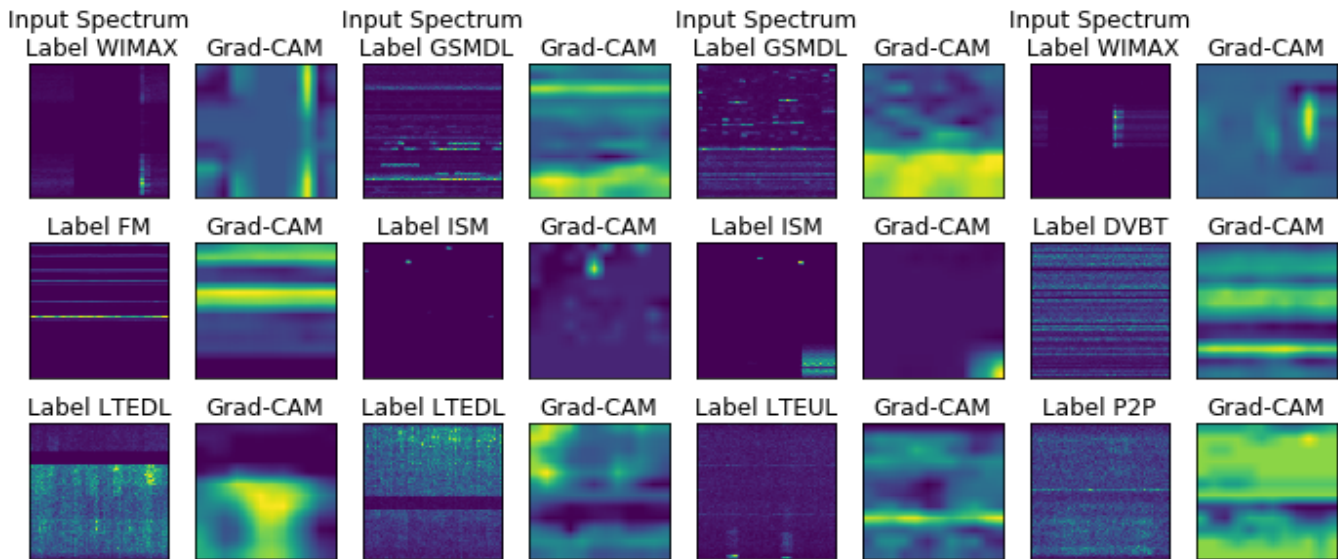 Input Spectrum Input Spectrum Input Spectrum Input Spectrum
Label WIMAX Grad-CAM Label GSMDL Grad-CAM Label GSMDL Grad-CAM Label WIMAX Grad-CAM
Label FM Grad-CAM Label ISM Grad-CAM Label ISM Grad-CAM Label DVBT Grad-CAM
Label LTEDL Grad-CAM Label LTEDL Grad-CAM Label LTEUL Grad-CAM Label P2P Grad-CAM